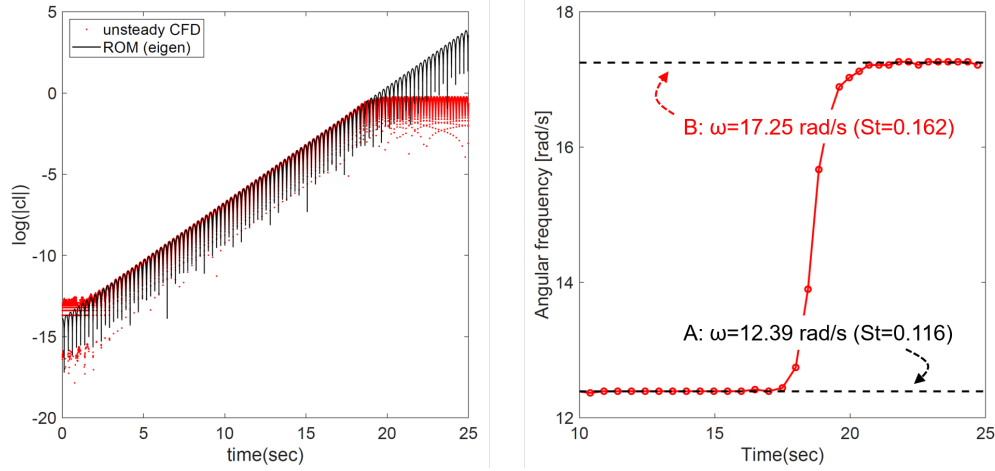 unsteady CFD
ROM (eigen)
5
0
-5
-10
-15
-20
log(|cl|)
0
5
10
15
20
25
time(sec)
18
16
14
12
Angular frequency [rad/s]
B: ω=17.25 rad/s (St=0.162)
A: ω=12.39 rad/s (St=0.116)
10
15
20
25
Time(sec)